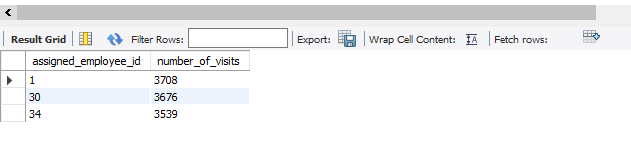 Result Grid Filter Rows: Export: Wrap Cell Content: Fetch rows:
assigned_employee_id number_of_visits
1 3708
30 3676
34 3539